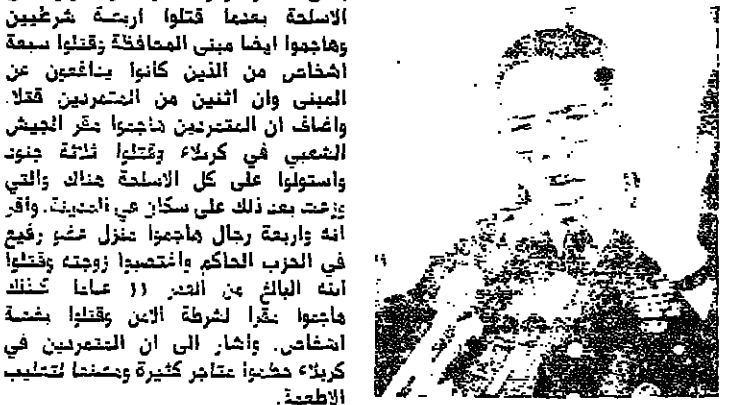 الاسلحة بعدما قتلوا اربعة شرطيين
وهاجموا ايضا مبنى المحافظة وقتلوا سبعة
اشخاص من الذين كانوا يدافعون عن
المبنى وان اثنين من المتمردين قتلا.
واضاف ان المتمردين هاجموا مقر الجيش
الشعبي في كربلاء وقتلوا ثلاثة جنود
واستولوا على كل الاسلحة هناك والتي
وزعت بعد ذلك على سكان في المدينة. وأقر
انه واربعة رجال هاجموا منزل عضو رفيع
في الحزب الحاكم واغتصبوا زوجته وقتلوا
ابنه البالغ من العمر ١١ عاما كذلك
هاجموا مقرا لشرطة الامن وقتلوا بضعة
اشخاص. واشار الى ان المتمردين في
كربلاء حطموا متاجر كثيرة ومصنعا لتعليب
الاطعمة.